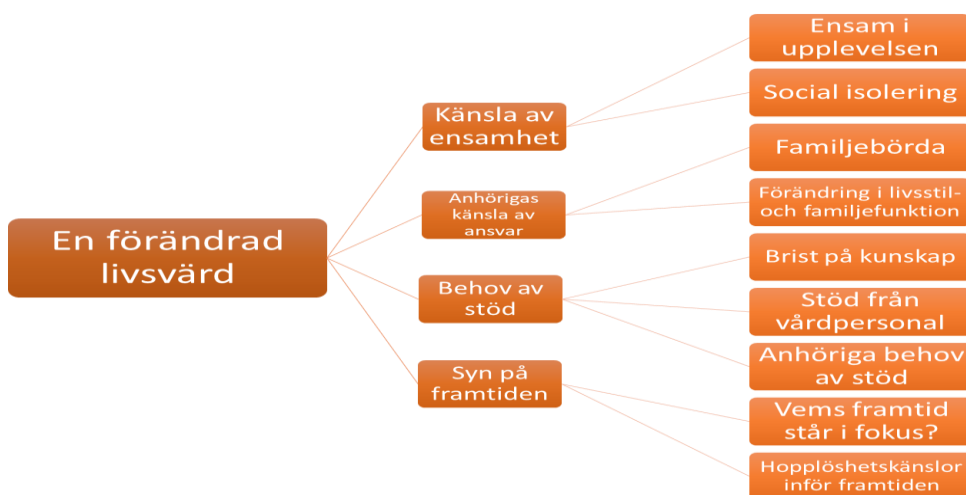 En förändrad
livsvärd
Känsla av
ensamhet
Ensam i
upplevelsen
Social isolering
Anhörigas
känsla av
ansvar
Familjebörda
Förändring i livsstil-
och familjefunktion
Behov av
stöd
Brist på kunskap
Stöd från
vårdpersonal
Anhöriga behov
av stöd
Syn på
framtiden
Vems framtid
står i fokus?
Hopplöshetskänslor
inför framtiden